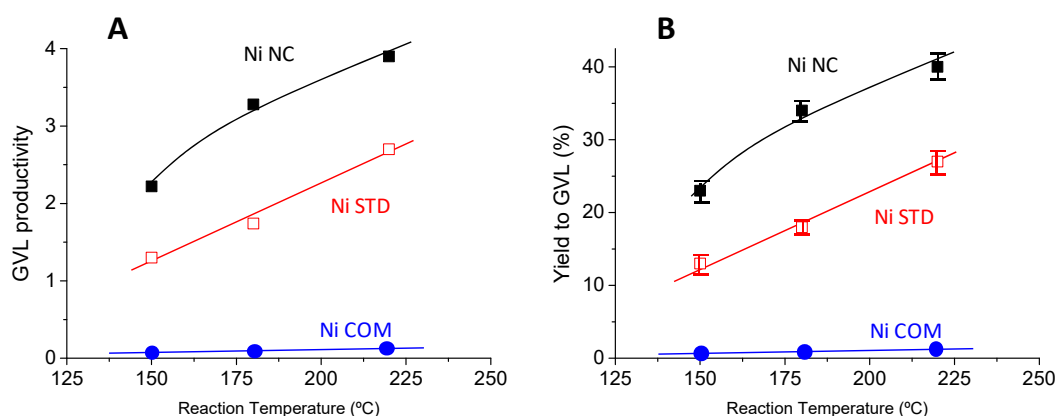 A
GVL productivity
4
3
2
1
0
Ni NC
Ni STD
Ni COM
125 150 175 200 225 250
Reaction Temperature (ºC)
B
Yield to GVL (%)
40
30
20
10
0
Ni NC
Ni STD
Ni COM
125 150 175 200 225 250
Reaction Temperature (ºC)